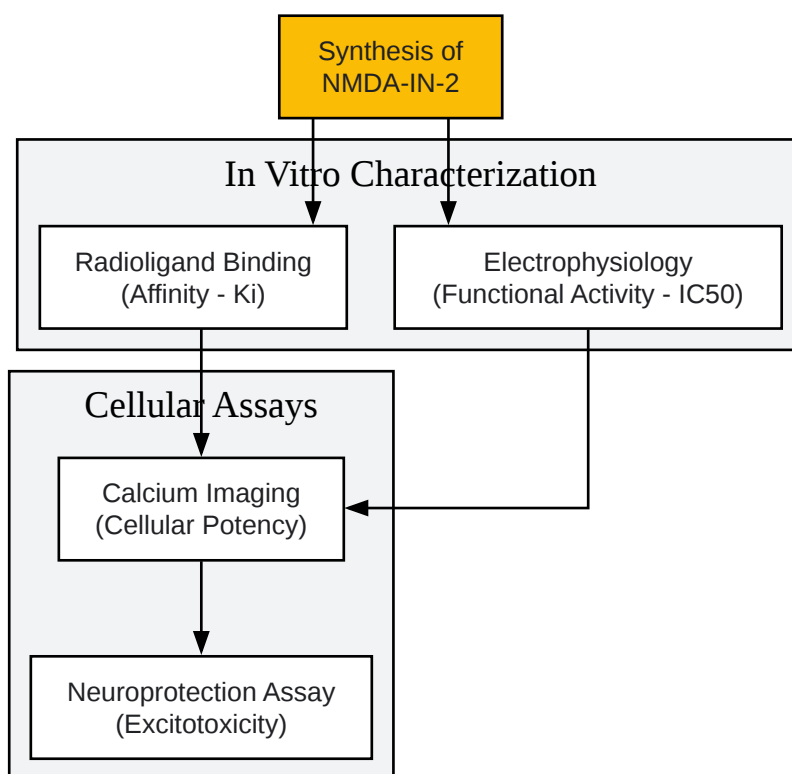 Synthesis of
NMDA-IN-2
In Vitro Characterization
Radioligand Binding
(Affinity - Ki)
Electrophysiology
(Functional Activity - IC50)
Cellular Assays
Calcium Imaging
(Cellular Potency)
Neuroprotection Assay
(Excitotoxicity)